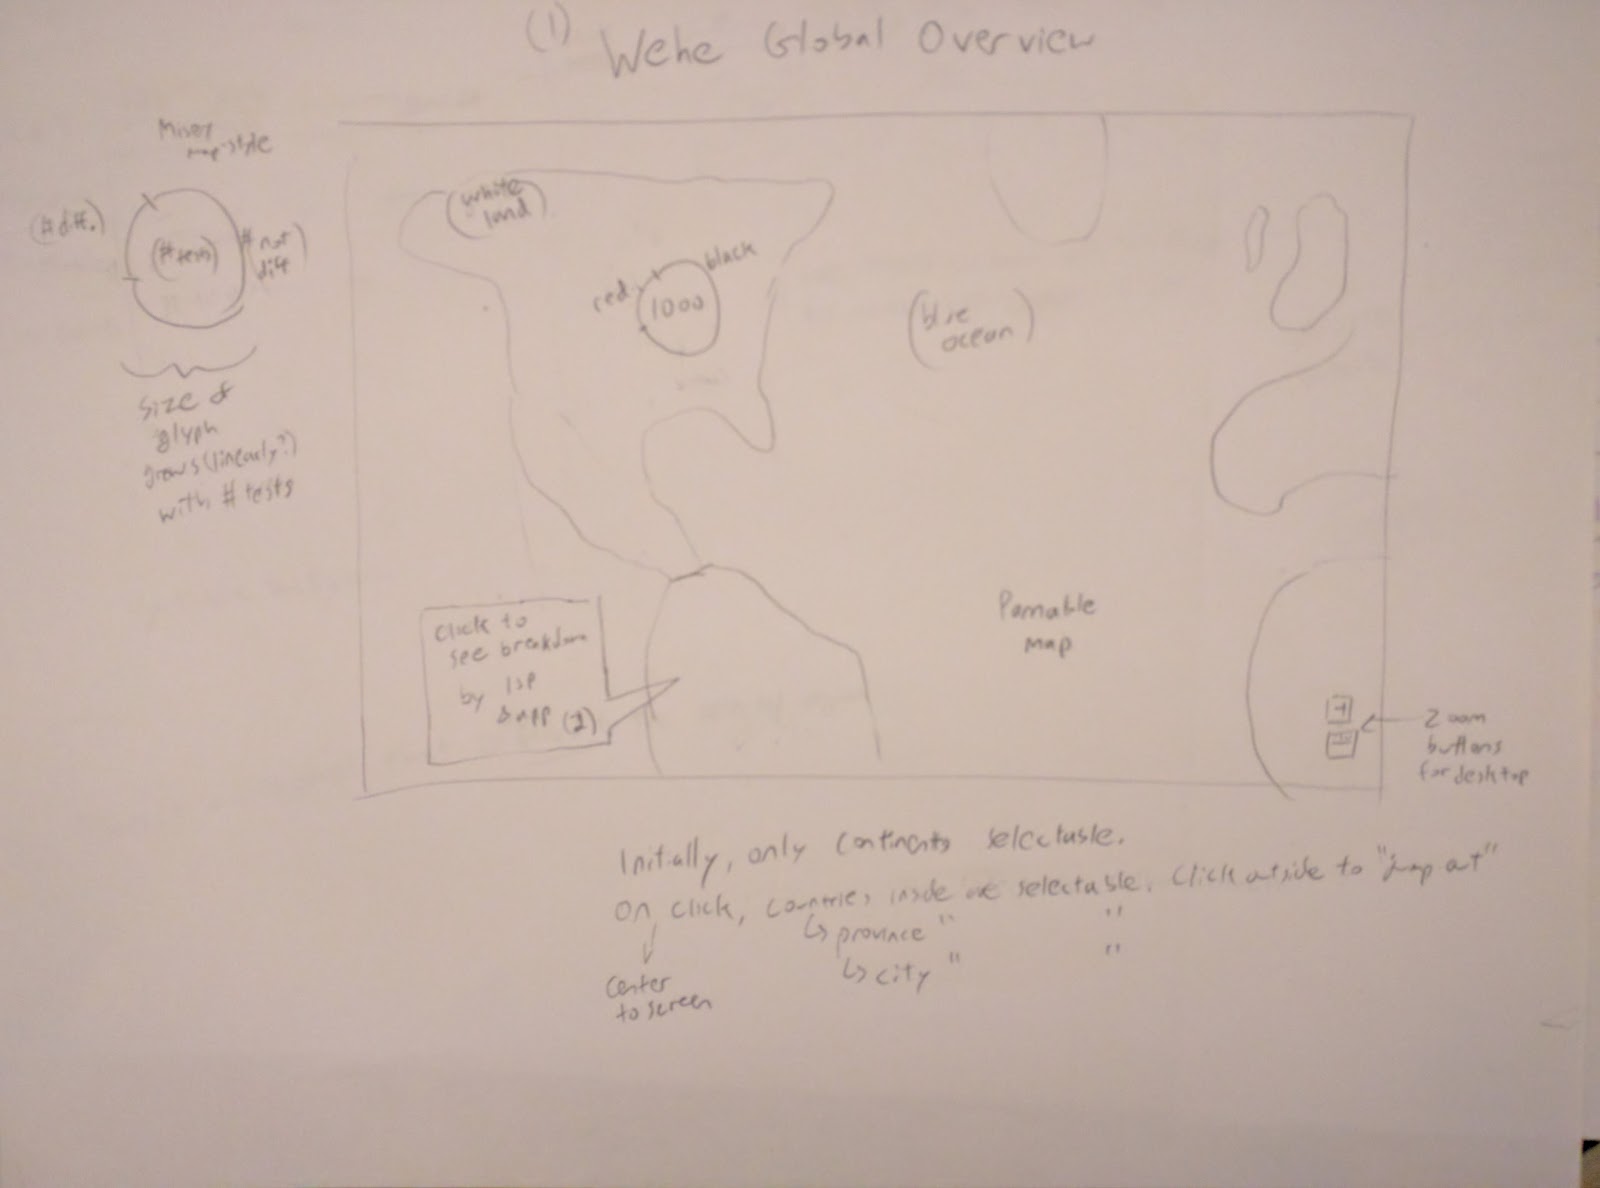 (1) Wehe Global Overview
Misery
map-style
(# diff.)
(# tests)
# not
diff)
Size of
glyph
grows (linearly?)
with # tests
(white
land)
red
black
1000
(blue
ocean)
Click to
see breakdown
by ISP
& app (2)
Pannable
map
+
Zoom
buttons
for desktop
Initially, only continents selectable.
On click, countries inside are selectable. Click outside to "jump out"
↳ province " "
↳ city " "
Center
to screen